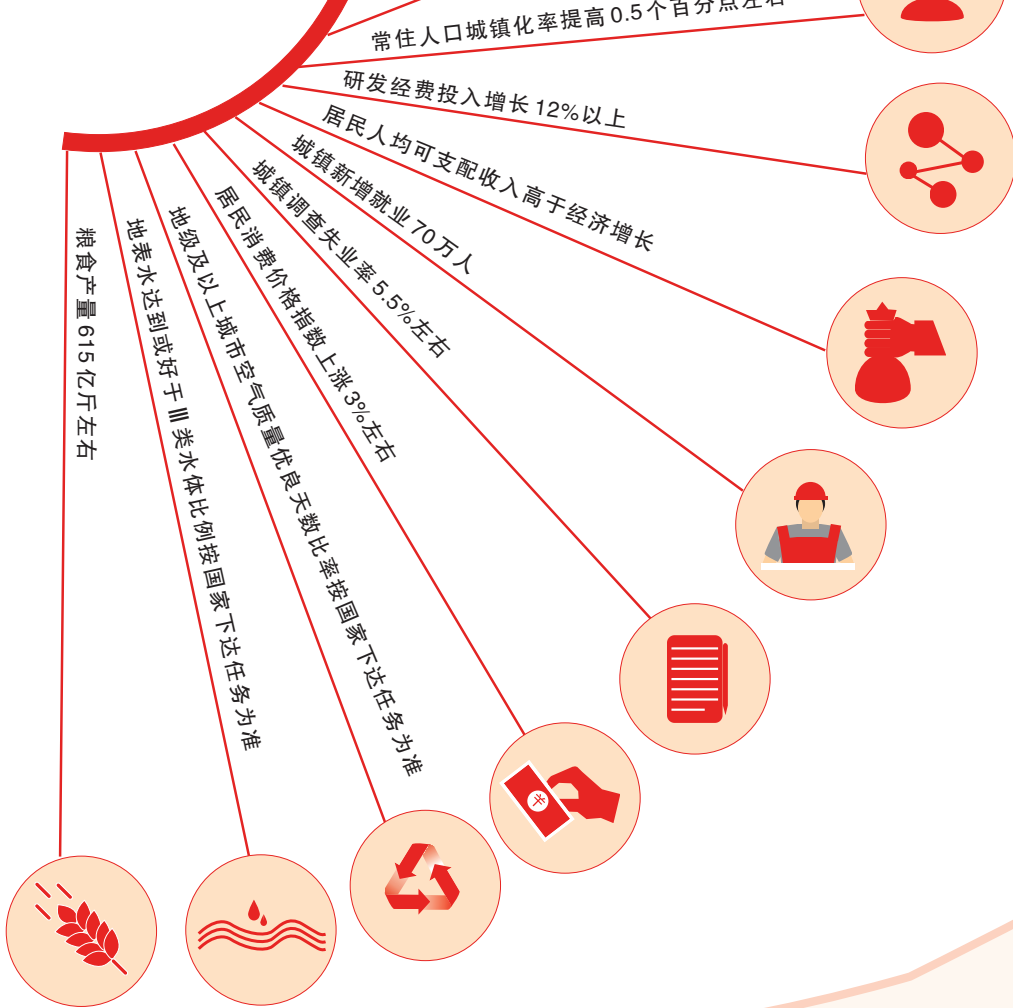 常住人口城镇化率提高0.5个百分点左右
研发经费投入增长12%以上
居民人均可支配收入高于经济增长
城镇新增就业70万人
城镇调查失业率5.5%左右
居民消费价格指数上涨3%左右
地级及以上城市空气质量优良天数比率按国家下达任务为准
地表水达到或好于Ⅲ类水体比例按国家下达任务为准
粮食产量615亿斤左右